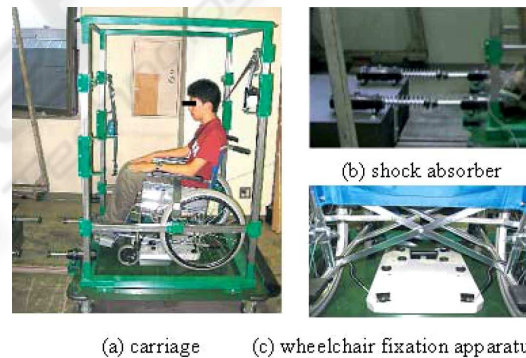 (b) shock absorber
(a) carriage
(c) wheelchair fixation apparatu